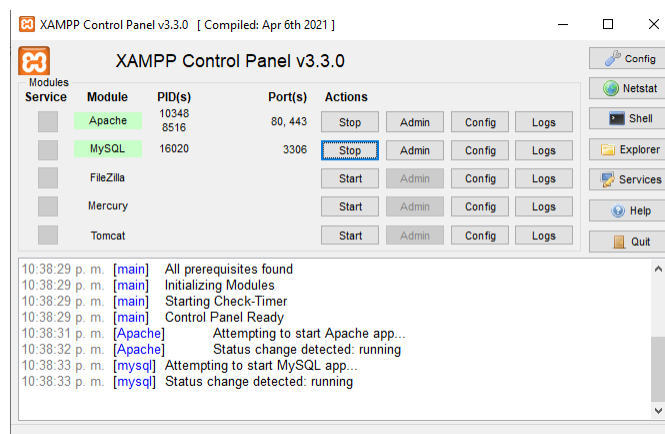 XAMPP Control Panel v3.3.0 [ Compiled: Apr 6th 2021 ]
XAMPP Control Panel v3.3.0
Config
Modules
Service Module PID(s) Port(s) Actions
Netstat
Apache 10348 8516 80, 443 Stop Admin Config Logs
Shell
MySQL 16020 3306 Stop Admin Config Logs
Explorer
FileZilla Start Admin Config Logs
Services
Mercury Start Admin Config Logs
Help
Tomcat Start Admin Config Logs
Quit
10:38:29 p. m. [main] All prerequisites found
10:38:29 p. m. [main] Initializing Modules
10:38:29 p. m. [main] Starting Check-Timer
10:38:29 p. m. [main] Control Panel Ready
10:38:31 p. m. [Apache] Attempting to start Apache app...
10:38:32 p. m. [Apache] Status change detected: running
10:38:33 p. m. [mysql] Attempting to start MySQL app...
10:38:33 p. m. [mysql] Status change detected: running